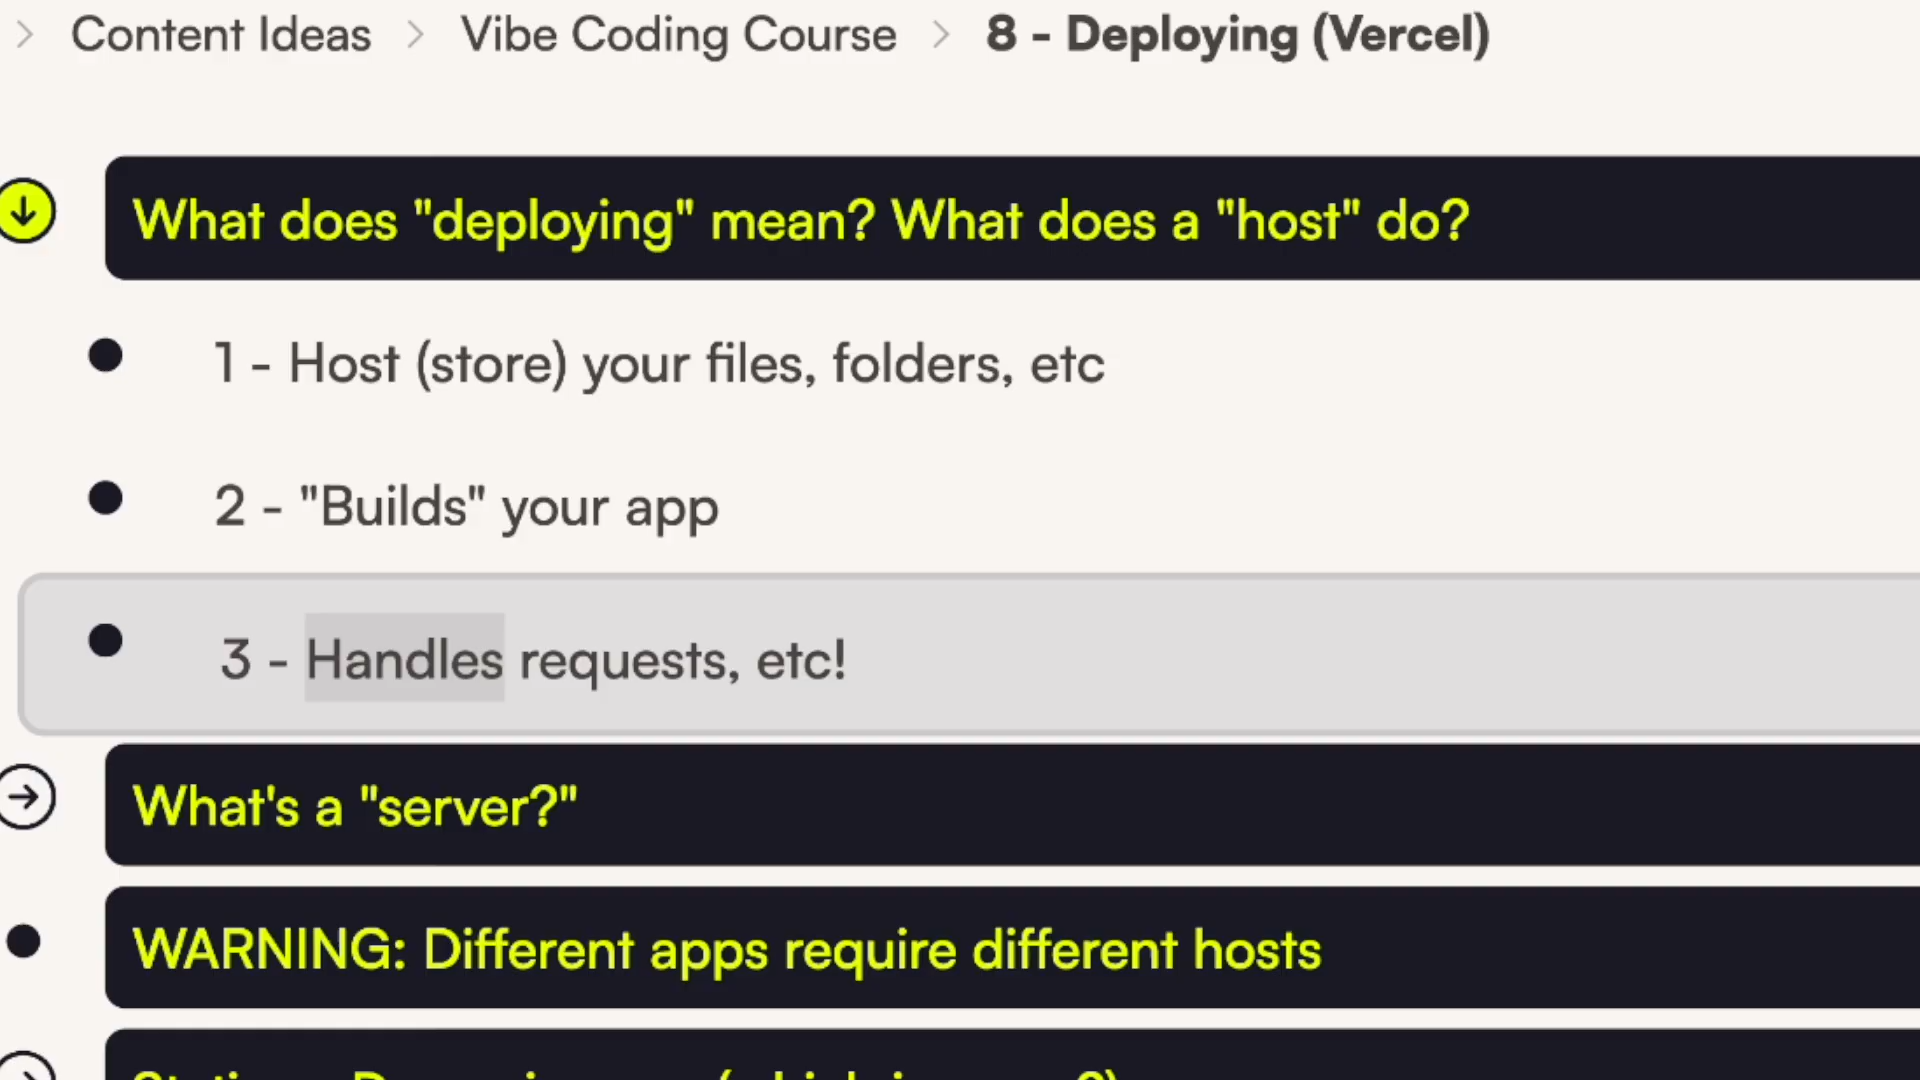 Content Ideas > Vibe Coding Course > 8 - Deploying (Vercel)
What does "deploying" mean? What does a "host" do?
1 - Host (store) your files, folders, etc
2 - "Builds" your app
3 - Handles requests, etc!
What's a "server?"
WARNING: Different apps require different hosts